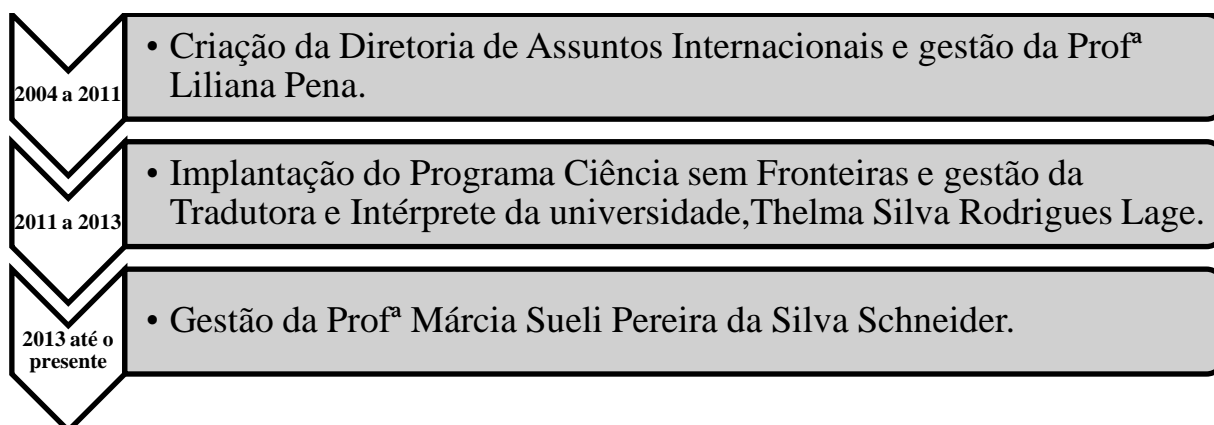 2004 a 2011
• Criação da Diretoria de Assuntos Internacionais e gestão da Profª
Liliana Pena.
2011 a 2013
• Implantação do Programa Ciência sem Fronteiras e gestão da
Tradutora e Intérprete da universidade,Thelma Silva Rodrigues Lage.
2013 até o
presente
• Gestão da Profª Márcia Sueli Pereira da Silva Schneider.